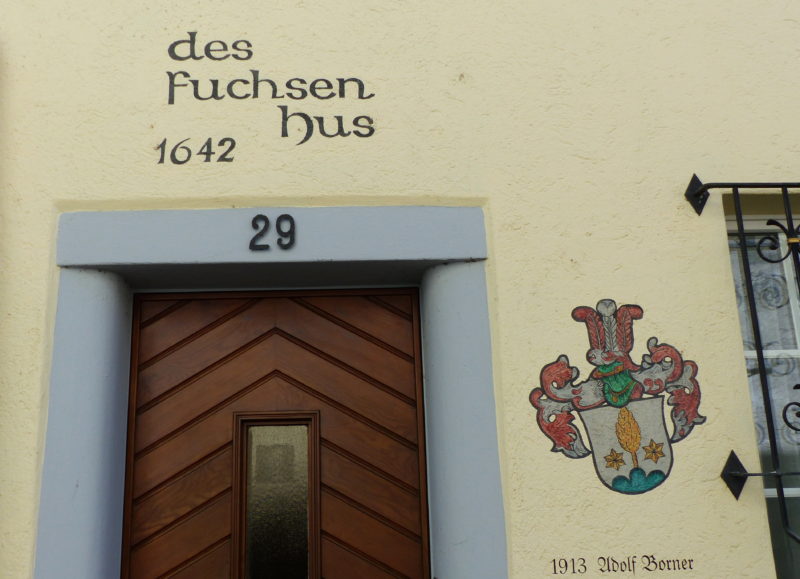 des
fuchsen
hus
1642
29
1913 Adolf Borner